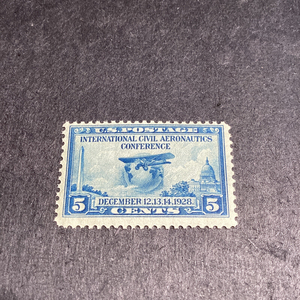 U.S. POSTAGE
INTERNATIONAL CIVIL AERONAUTICS
CONFERENCE
DECEMBER 12,13,14,1928.
5 CENTS 5